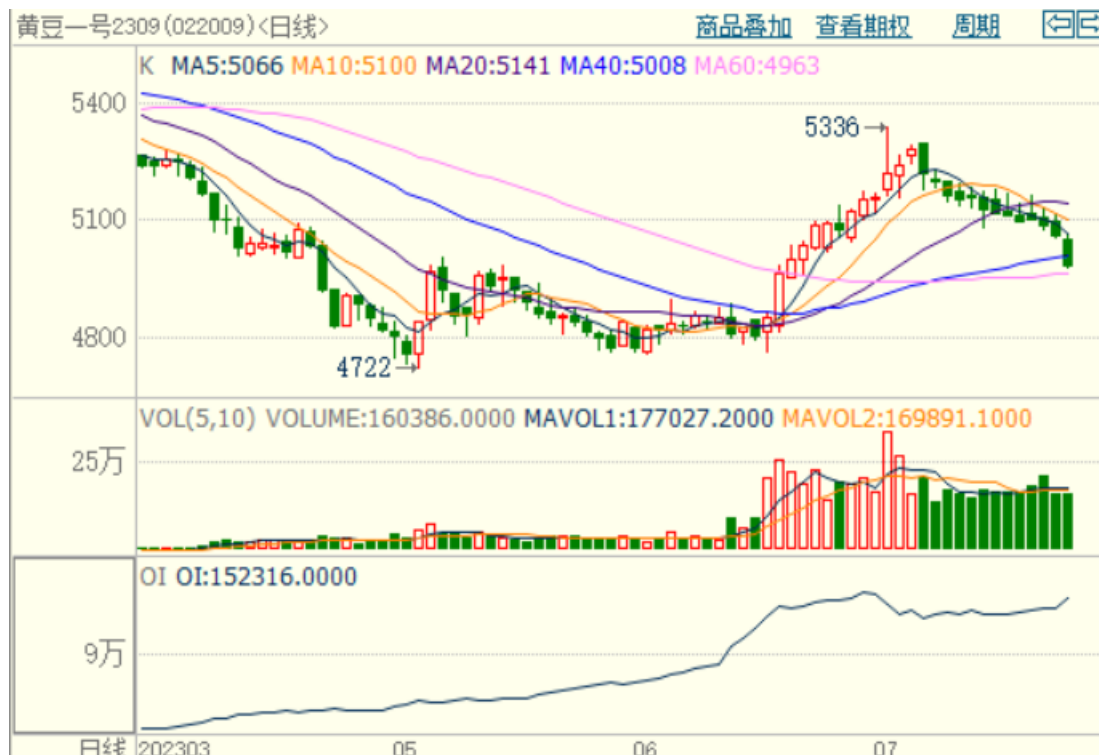 黄豆一号2309(022009)<日线> 商品叠加 查看期权 周期
K MA5:5066 MA10:5100 MA20:5141 MA40:5008 MA60:4963
5400
5336
5100
4800
4722
VOL(5,10) VOLUME:160386.0000 MAVOL1:177027.2000 MAVOL2:169891.1000
25万
OI OI:152316.0000
9万
日线 202303 05 06 07